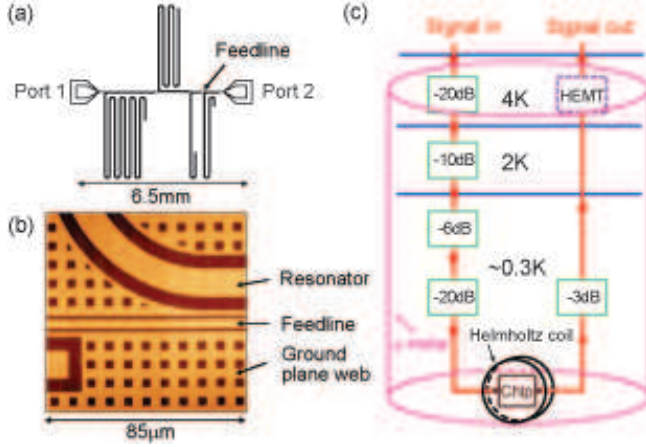 (a)
Feedline
Port 1
Port 2
6.5mm
(b)
Resonator
Feedline
Ground
plane web
85μm
(c)
Signal in
Signal out
-20dB
4K
HEMT
-10dB
2K
-6dB
~0.3K
-20dB
-3dB
Helmholtz coil
Chip